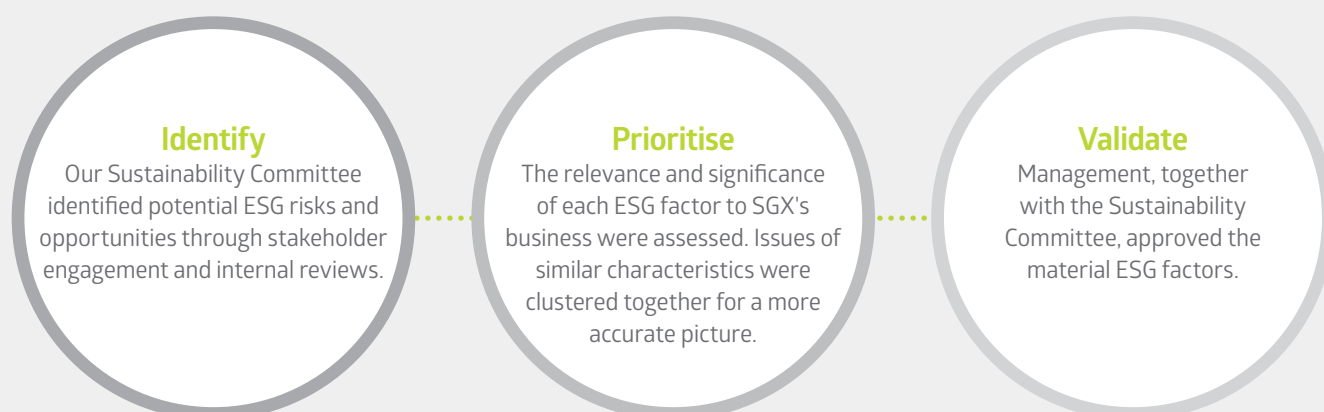 Identify
Our Sustainability Committee
identified potential ESG risks and
opportunities through stakeholder
engagement and internal reviews.
Prioritise
The relevance and significance
of each ESG factor to SGX's
business were assessed. Issues of
similar characteristics were
clustered together for a more
accurate picture.
Validate
Management, together
with the Sustainability
Committee, approved the
material ESG factors.